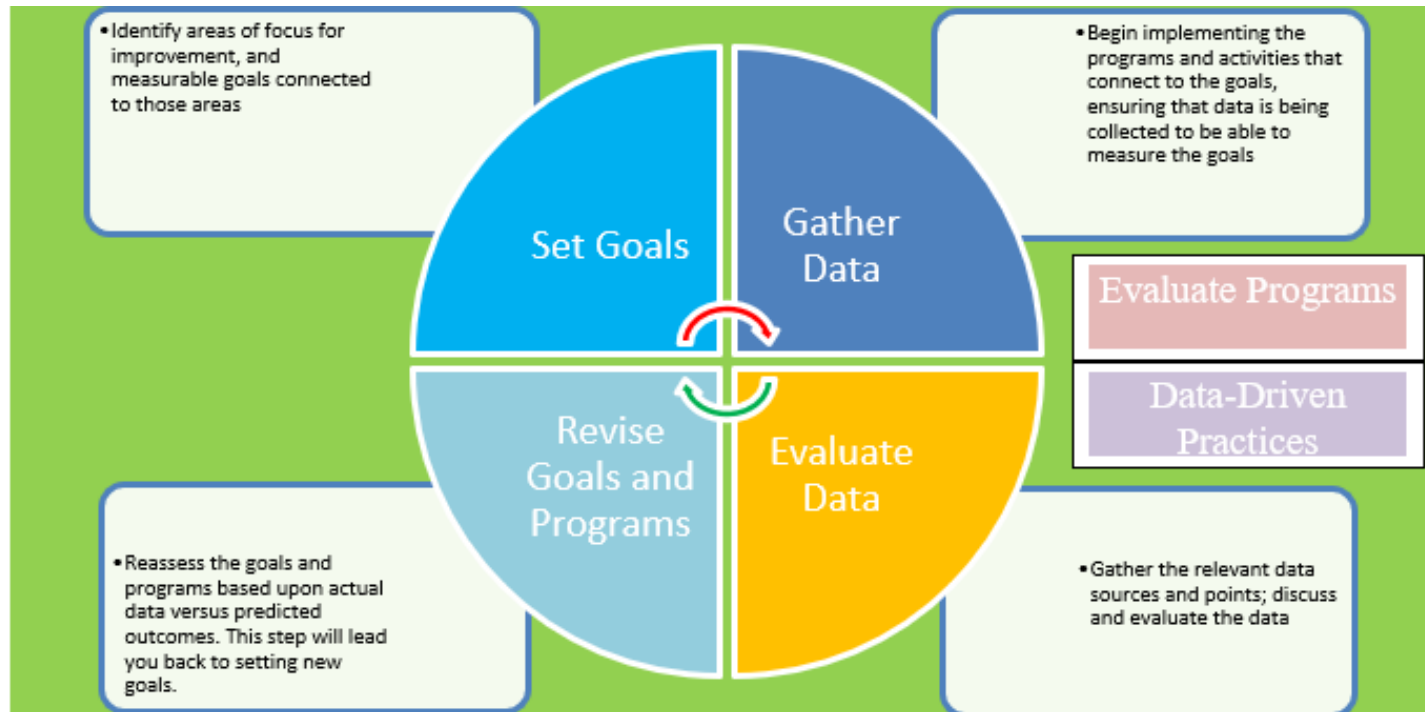 •Identify areas of focus for
improvement, and
measurable goals connected
to those areas
•Begin implementing the
programs and activities that
connect to the goals,
ensuring that data is being
collected to be able to
measure the goals
Set Goals
Gather
Data
Evaluate Programs
Data-Driven
Practices
Revise
Goals and
Programs
Evaluate
Data
•Reassess the goals and
programs based upon actual
data versus predicted
outcomes. This step will lead
you back to setting new
goals.
•Gather the relevant data
sources and points; discuss
and evaluate the data